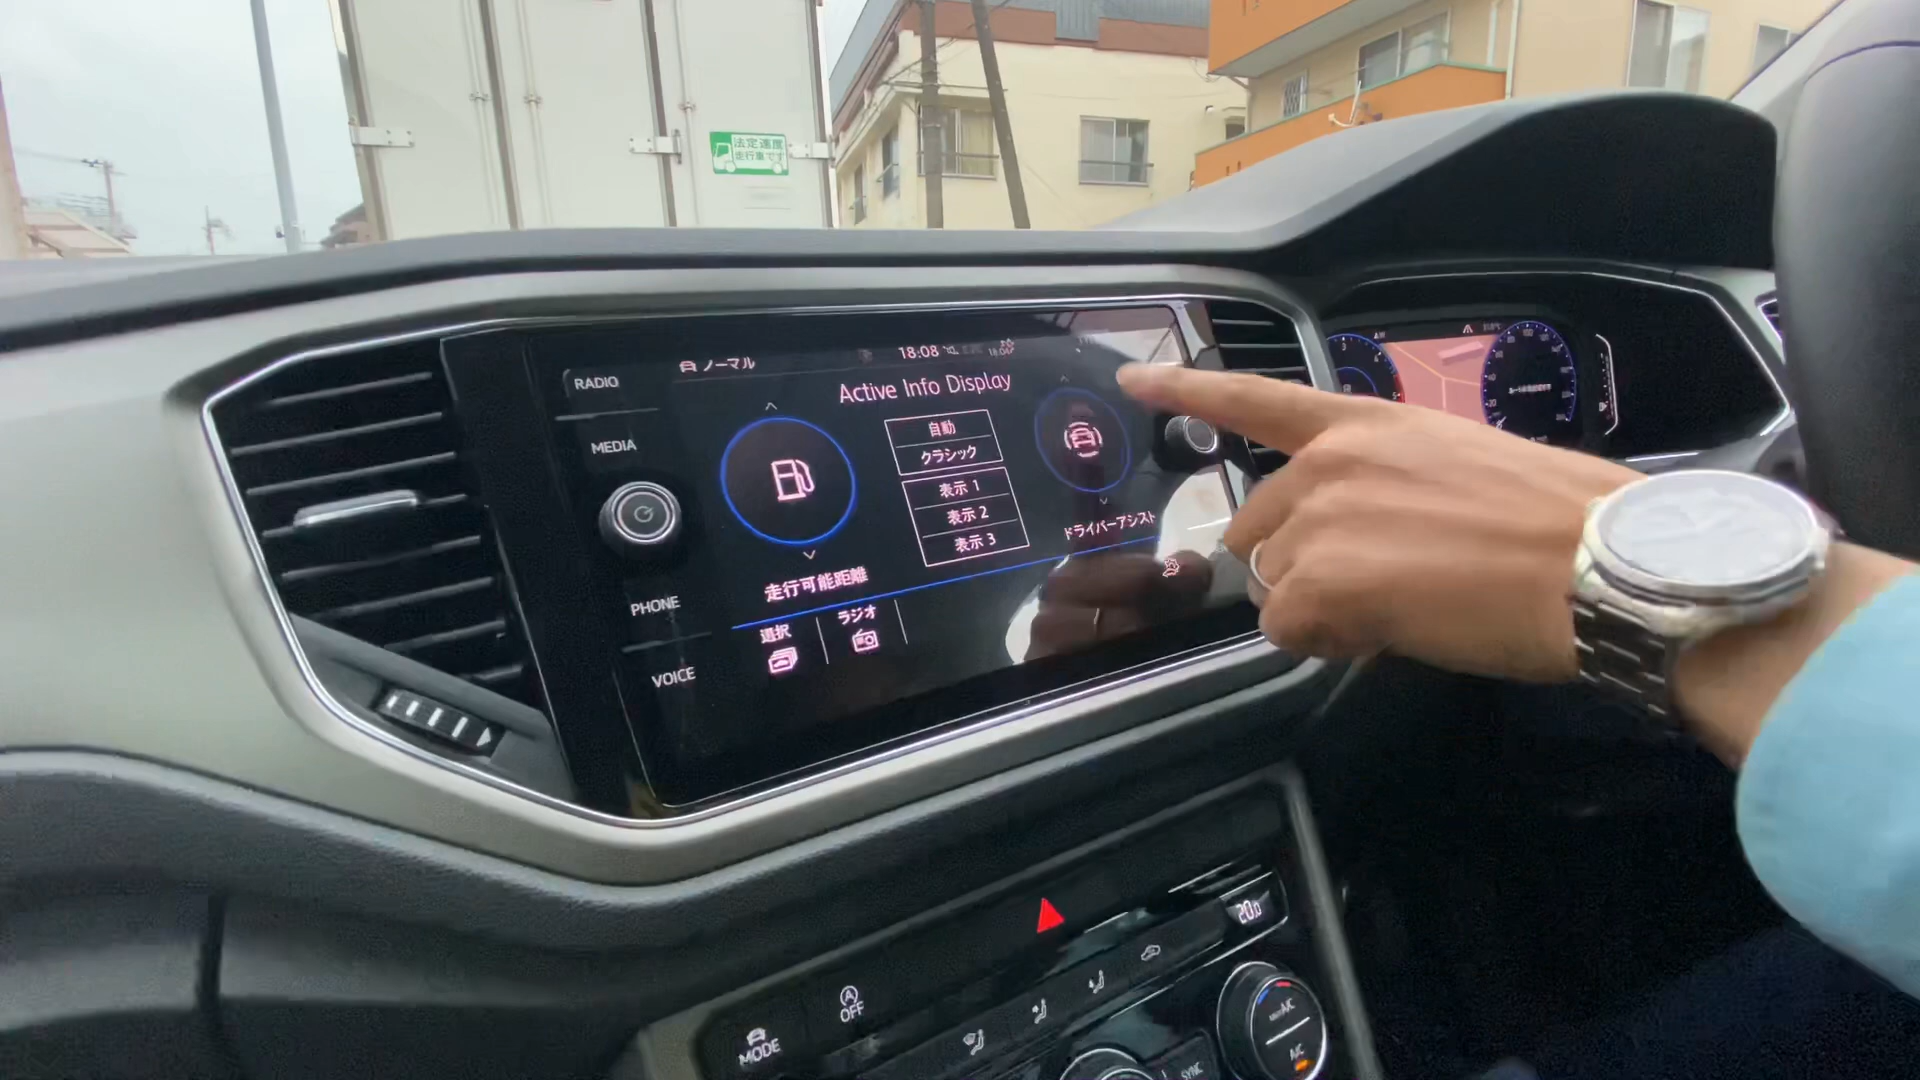 法定速度
走行車です
RADIO
MEDIA
PHONE
VOICE
ノーマル
18:08
Active Info Display
自動
クラシック
表示 1
表示 2
表示 3
走行可能距離
ドライバーアシスト
選択
ラジオ
MODE
OFF
20.0
A/C
A/C
SYNC